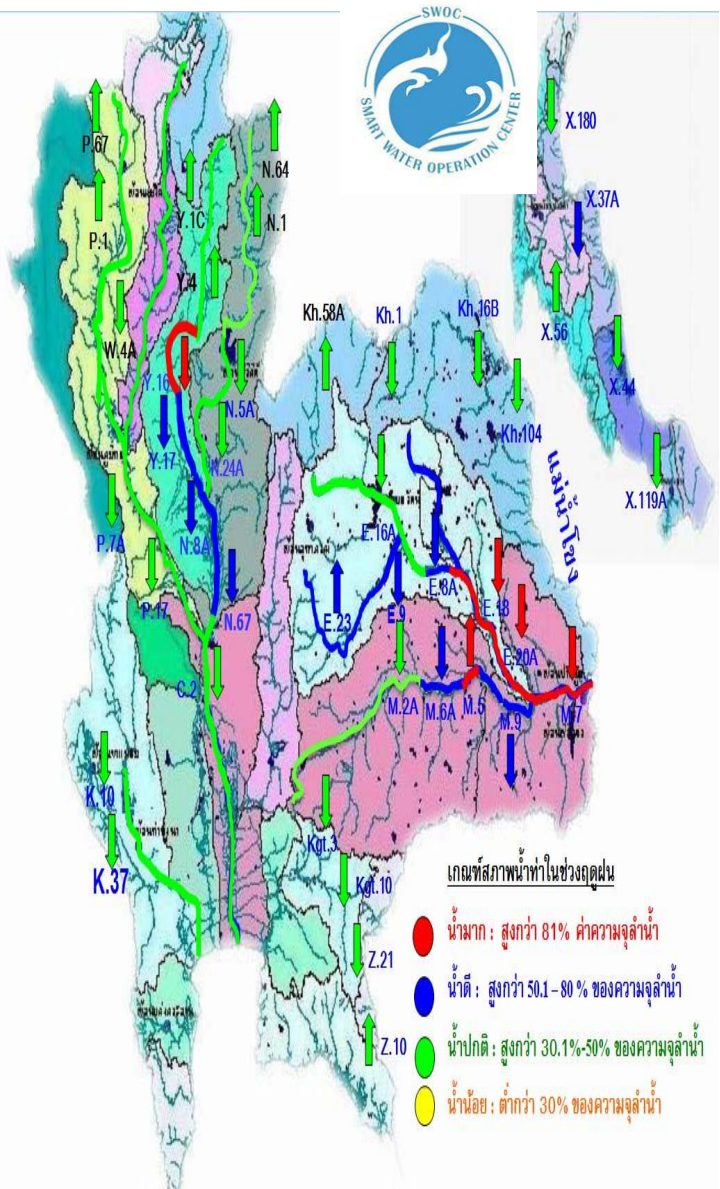 SWOC
SMART WATER OPERATION CENTER
X.180
P.67
N.64
X.37A
Y.1C
N.1
P.1
Y.4
Kh.58A
Kh.1
Kh.16B
X.56
W.4A
Y.16
N.5A
X.44
Kh.104
Y.17
N.24A
แม่น้ำโขง
X.119A
P.7A
N.8A
E.16A
E.8A
P.17
N.67
E.23
E.9
E.18
E.20A
C.2
M.2A
M.6A
M.5
M.9
M.7
K.10
K.37
Kgt.3
Kgt.10
Z.21
Z.10
เกณฑ์สภาพน้ำท่าในช่วงฤดูฝน
น้ำมาก : สูงกว่า 81% ค่าความจุลำน้ำ
น้ำดี : สูงกว่า 50.1 – 80 % ของความจุลำน้ำ
น้ำปกติ : สูงกว่า 30.1%-50% ของความจุลำน้ำ
น้ำน้อย : ต่ำกว่า 30% ของความจุลำน้ำ